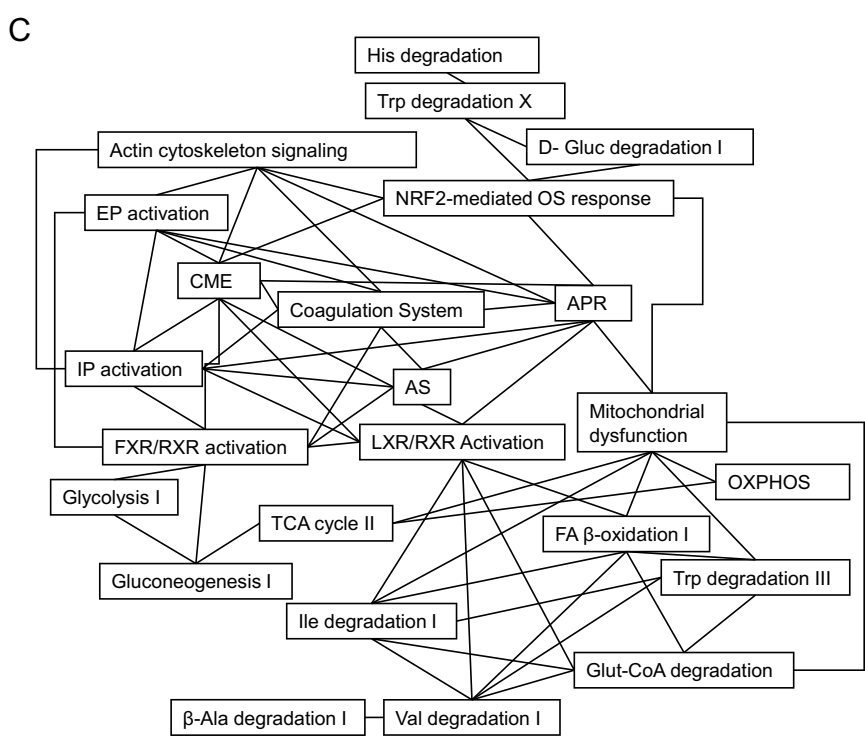 C
His degradation
Trp degradation X
Actin cytoskeleton signaling
D- Gluc degradation I
NRF2-mediated OS response
EP activation
CME
Coagulation System
APR
IP activation
AS
Mitochondrial
dysfunction
FXR/RXR activation
LXR/RXR Activation
OXPHOS
Glycolysis I
TCA cycle II
FA β-oxidation I
Gluconeogenesis I
Trp degradation III
Ile degradation I
Glut-CoA degradation
β-Ala degradation I
Val degradation I